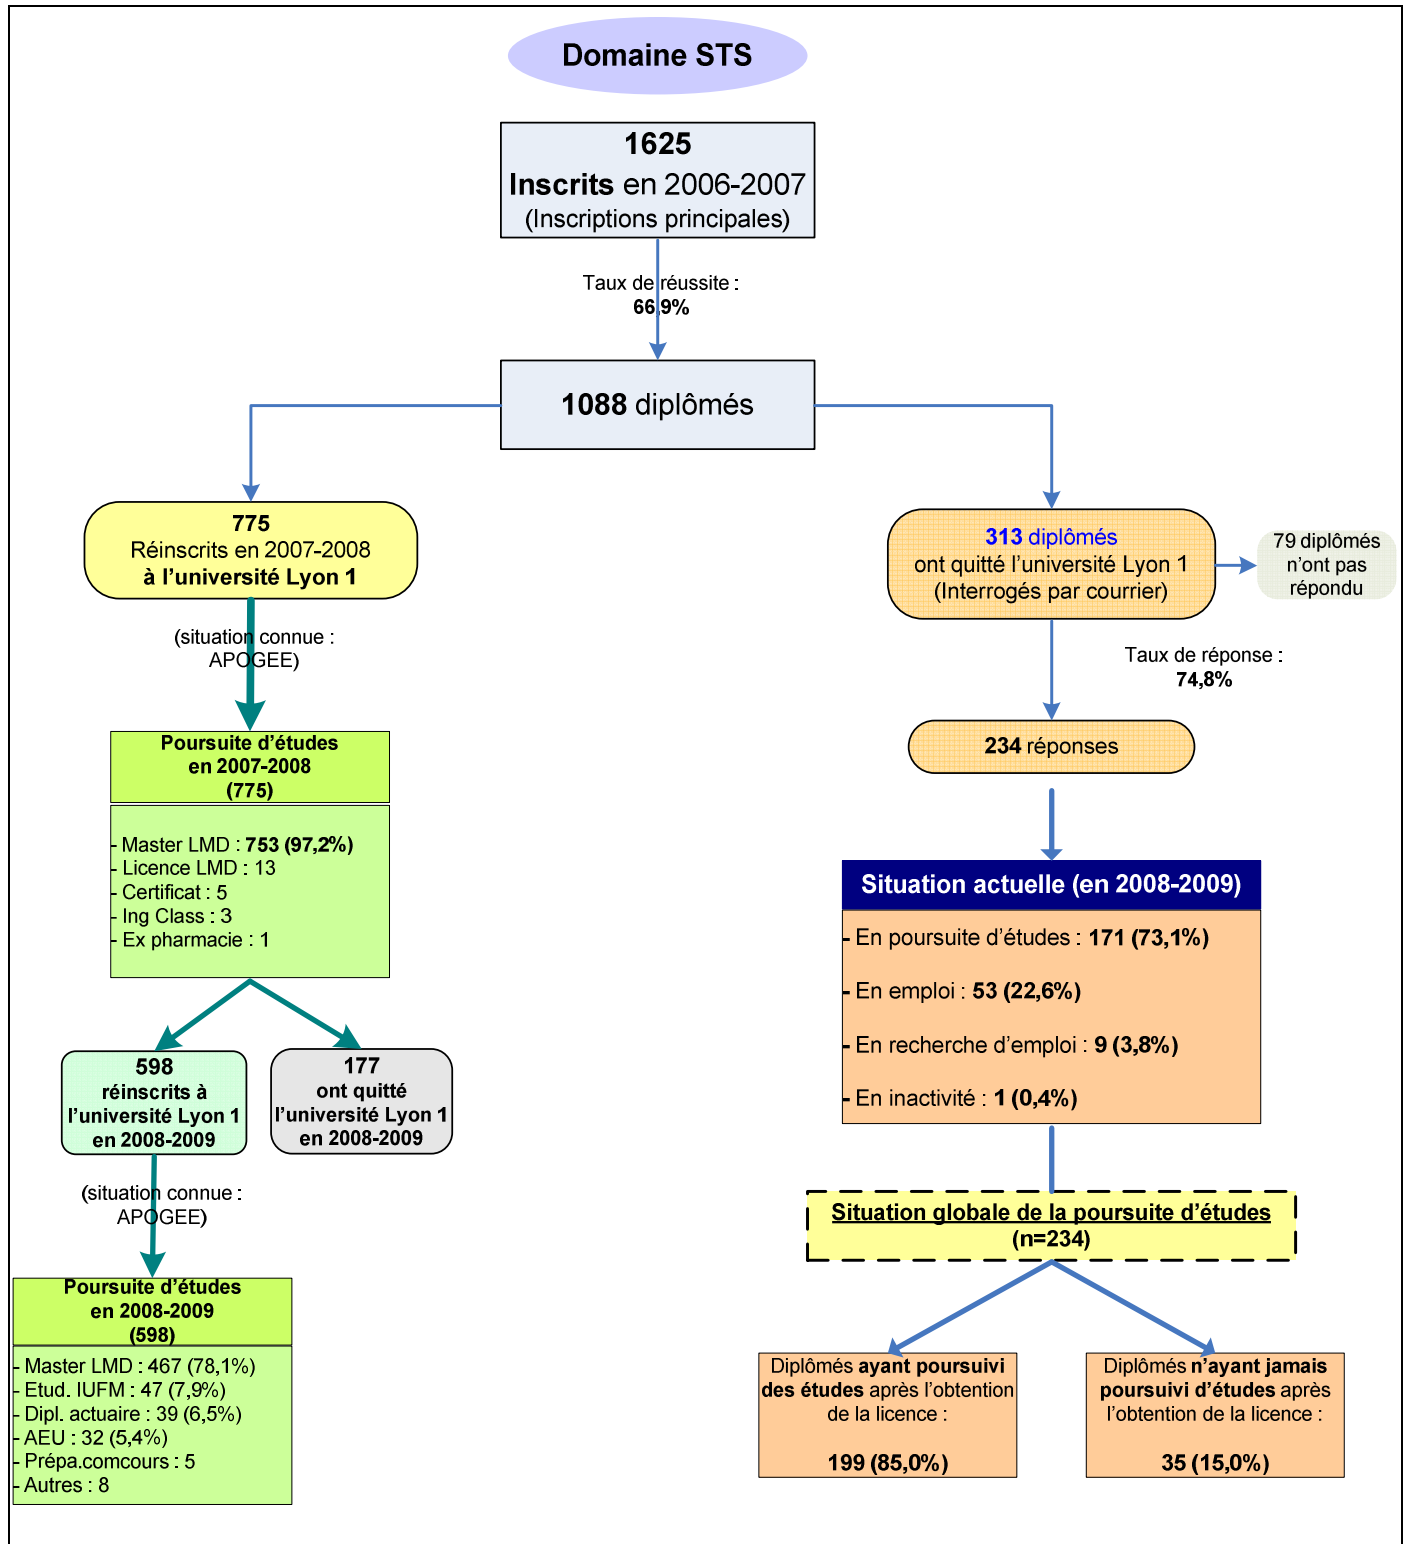 Domaine STS
1625
Inscrits en 2006-2007
(Inscriptions principales)
Taux de réussite :
66,9%
1088 diplômés
775
Réinscrits en 2007-2008
à l'université Lyon 1
(situation connue :
APOGEE)
Poursuite d'études
en 2007-2008
(775)
- Master LMD : 753 (97,2%)
- Licence LMD : 13
- Certificat : 5
- Ing Class : 3
- Ex pharmacie : 1
598
réinscrits à
l'université Lyon 1
en 2008-2009
177
ont quitté
l'université Lyon 1
en 2008-2009
(situation connue :
APOGEE)
Poursuite d'études
en 2008-2009
(598)
- Master LMD : 467 (78,1%)
- Etud. IUFM : 47 (7,9%)
- Dipl. actuaire : 39 (6,5%)
- AEU : 32 (5,4%)
- Prépa.comcours : 5
- Autres : 8
313 diplômés
ont quitté l'université Lyon 1
(Interrogés par courrier)
79 diplômés
n'ont pas
répondu
Taux de réponse :
74,8%
234 réponses
Situation actuelle (en 2008-2009)
- En poursuite d'études : 171 (73,1%)
- En emploi : 53 (22,6%)
- En recherche d'emploi : 9 (3,8%)
- En inactivité : 1 (0,4%)
Situation globale de la poursuite d'études
(n=234)
Diplômés ayant poursuivi
des études après l'obtention
de la licence :
199 (85,0%)
Diplômés n'ayant jamais
poursuivi d'études après
l'obtention de la licence :
35 (15,0%)